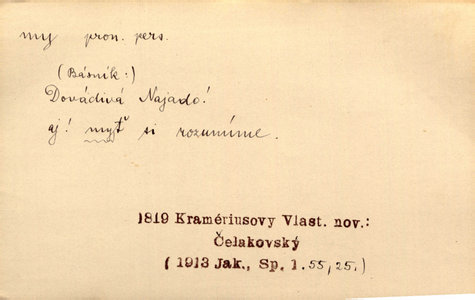 my pron. pers.
(Básník:)
Dovádivá Najado!
aj! myť si rozumíme.
1819 Kramériusovy Vlast. nov.:
Čelakovský
(1913 Jak., Sp. 1.55,25.)